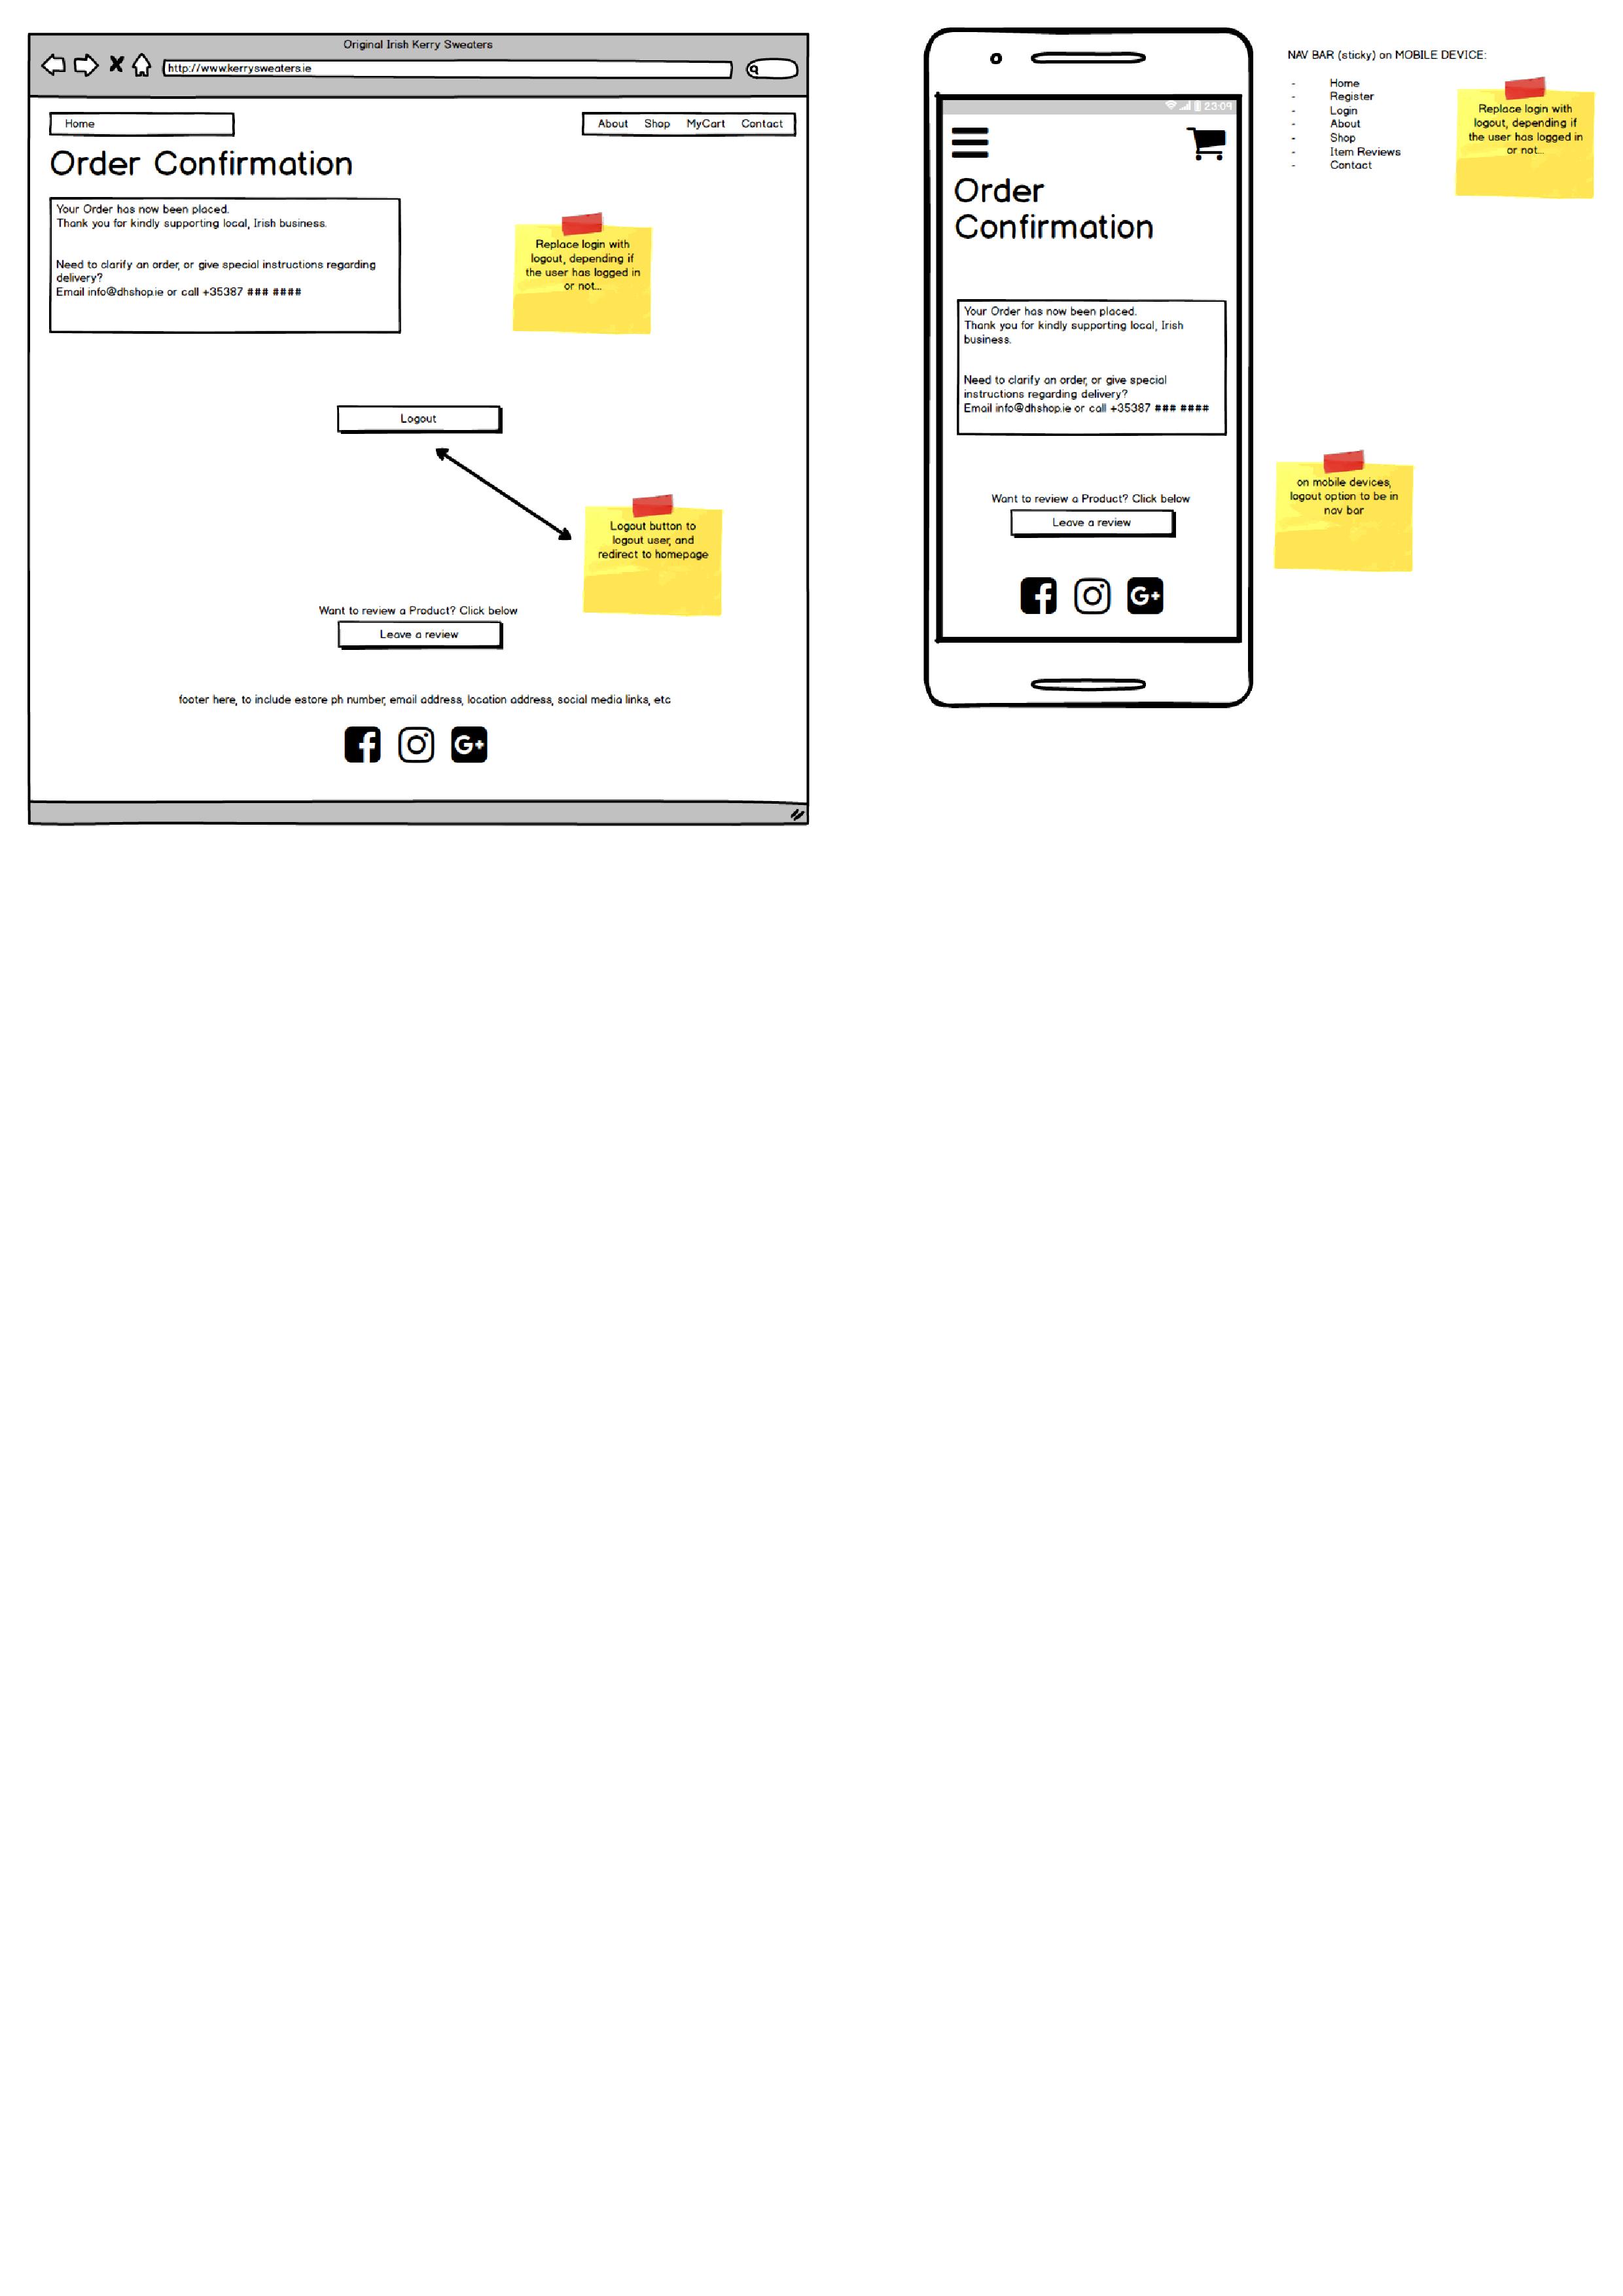 Original Irish Kerry Sweaters
http://www.kerrysweaters.ie
Home
About Shop MyCart Contact
Order Confirmation
Your Order has now been placed.
Thank you for kindly supporting local, Irish business.
Need to clarify an order, or give special instructions regarding
delivery?
Email info@dhshop.ie or call +35387 ### ####
Replace login with
logout, depending if
the user has logged in
or not...
Logout
Logout button to
logout user, and
redirect to homepage
Want to review a Product? Click below
Leave a review
footer here, to include estore ph number, email address, location address, social media links, etc
G+
23:09
Order
Confirmation
Your Order has now been placed.
Thank you for kindly supporting local, Irish
business.
Need to clarify an order, or give special
instructions regarding delivery?
Email info@dhshop.ie or call +35387 ### ####
Want to review a Product? Click below
Leave a review
G+
NAV BAR (sticky) on MOBILE DEVICE:
- Home
- Register
- Login
- About
- Shop
- Item Reviews
- Contact
Replace login with
logout, depending if
the user has logged in
or not...
on mobile devices,
logout option to be in
nav bar